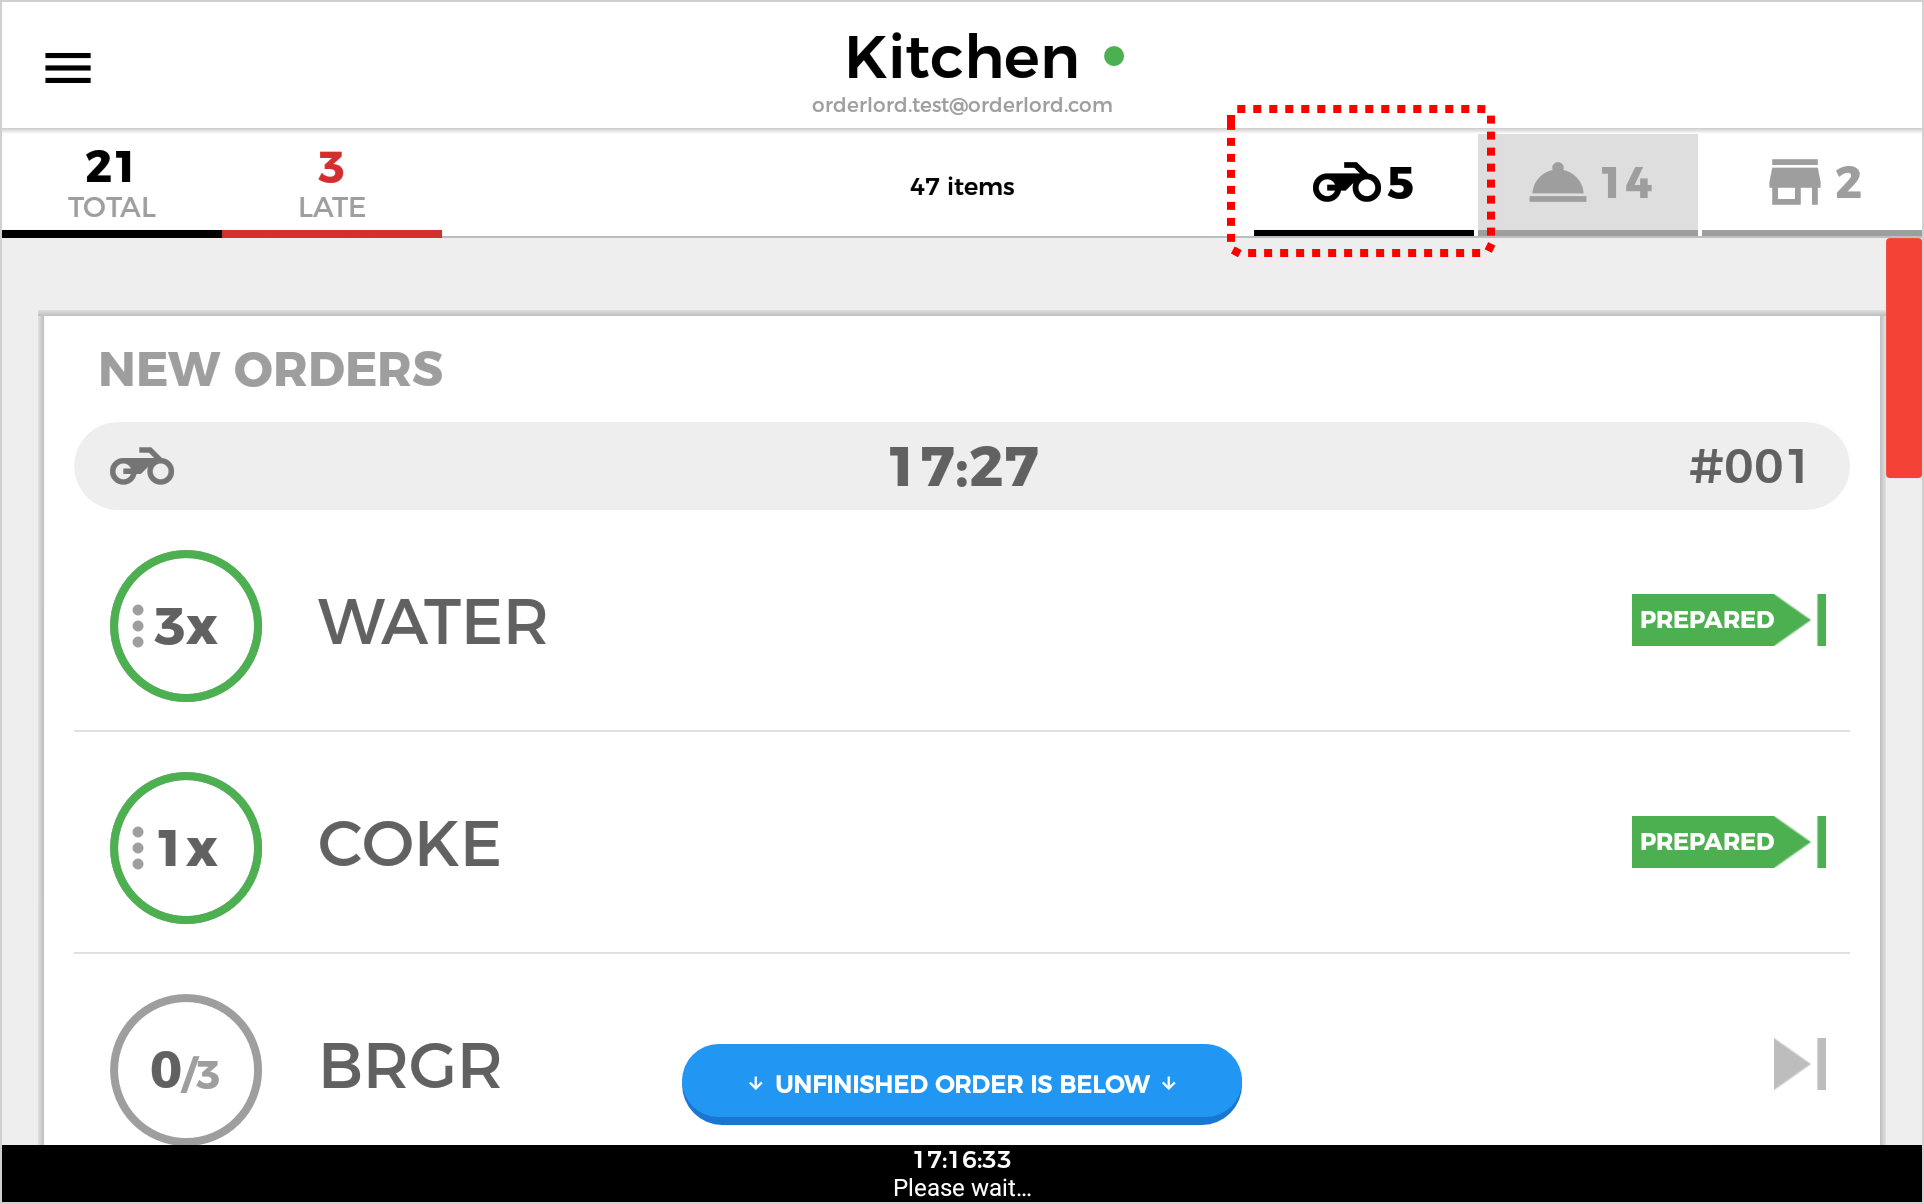 Kitchen
orderlord.test@orderlord.com
21
TOTAL
3
LATE
47 items
5
14
2
NEW ORDERS
17:27
#001
3x
WATER
PREPARED
1x
COKE
PREPARED
0/3
BRGR
↓ UNFINISHED ORDER IS BELOW ↓
17:16:33
Please wait...